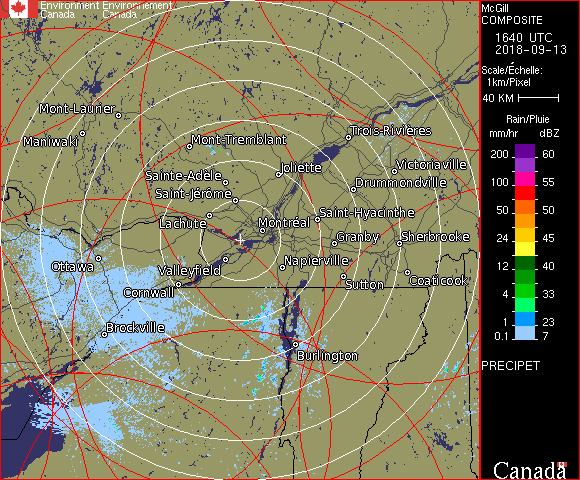 Environment Environnement
Canada Canada
McGill
COMPOSITE
1640 UTC
2018-09-13
Scale/Échelle:
1km/Pixel
40 KM
Rain/Pluie
mm/hr dBZ
200 60
100 55
50 50
24 45
12 40
4 33
1 23
0.1 7
PRECIPET
Canada
Mont-Laurier
Maniwaki
Mont-Tremblant
Trois-Rivières
Joliette
Victoriaville
Sainte-Adèle
Drummondville
Saint-Jérôme
Saint-Hyacinthe
Lachute
Montréal
Granby
Sherbrooke
Ottawa
Valleyfield
Napierville
Sutton
Coaticook
Cornwall
Brockville
Burlington